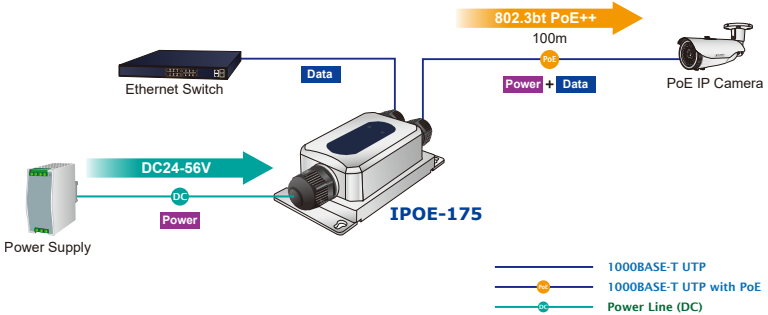 802.3bt PoE++
100m
PoE
Power + Data
PoE IP Camera
Ethernet Switch
Data
DC24-56V
DC
Power
Power Supply
IPOE-175
1000BASE-T UTP
PoE
1000BASE-T UTP with PoE
DC
Power Line (DC)